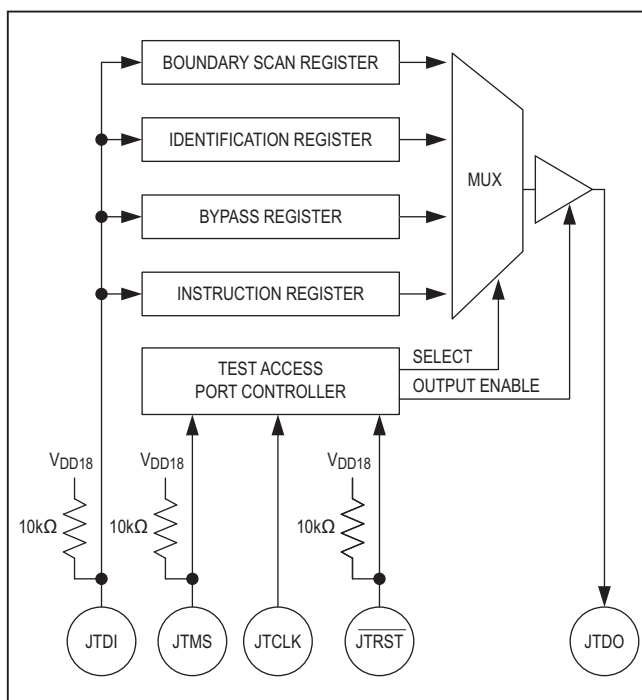 BOUNDARY SCAN REGISTER
IDENTIFICATION REGISTER
MUX
BYPASS REGISTER
INSTRUCTION REGISTER
TEST ACCESS
PORT CONTROLLER
SELECT
OUTPUT ENABLE
VDD18
VDD18
VDD18
10kΩ
10kΩ
10kΩ
JTDI
JTMS
JTCLK
J̅T̅R̅S̅T̅
JTDO